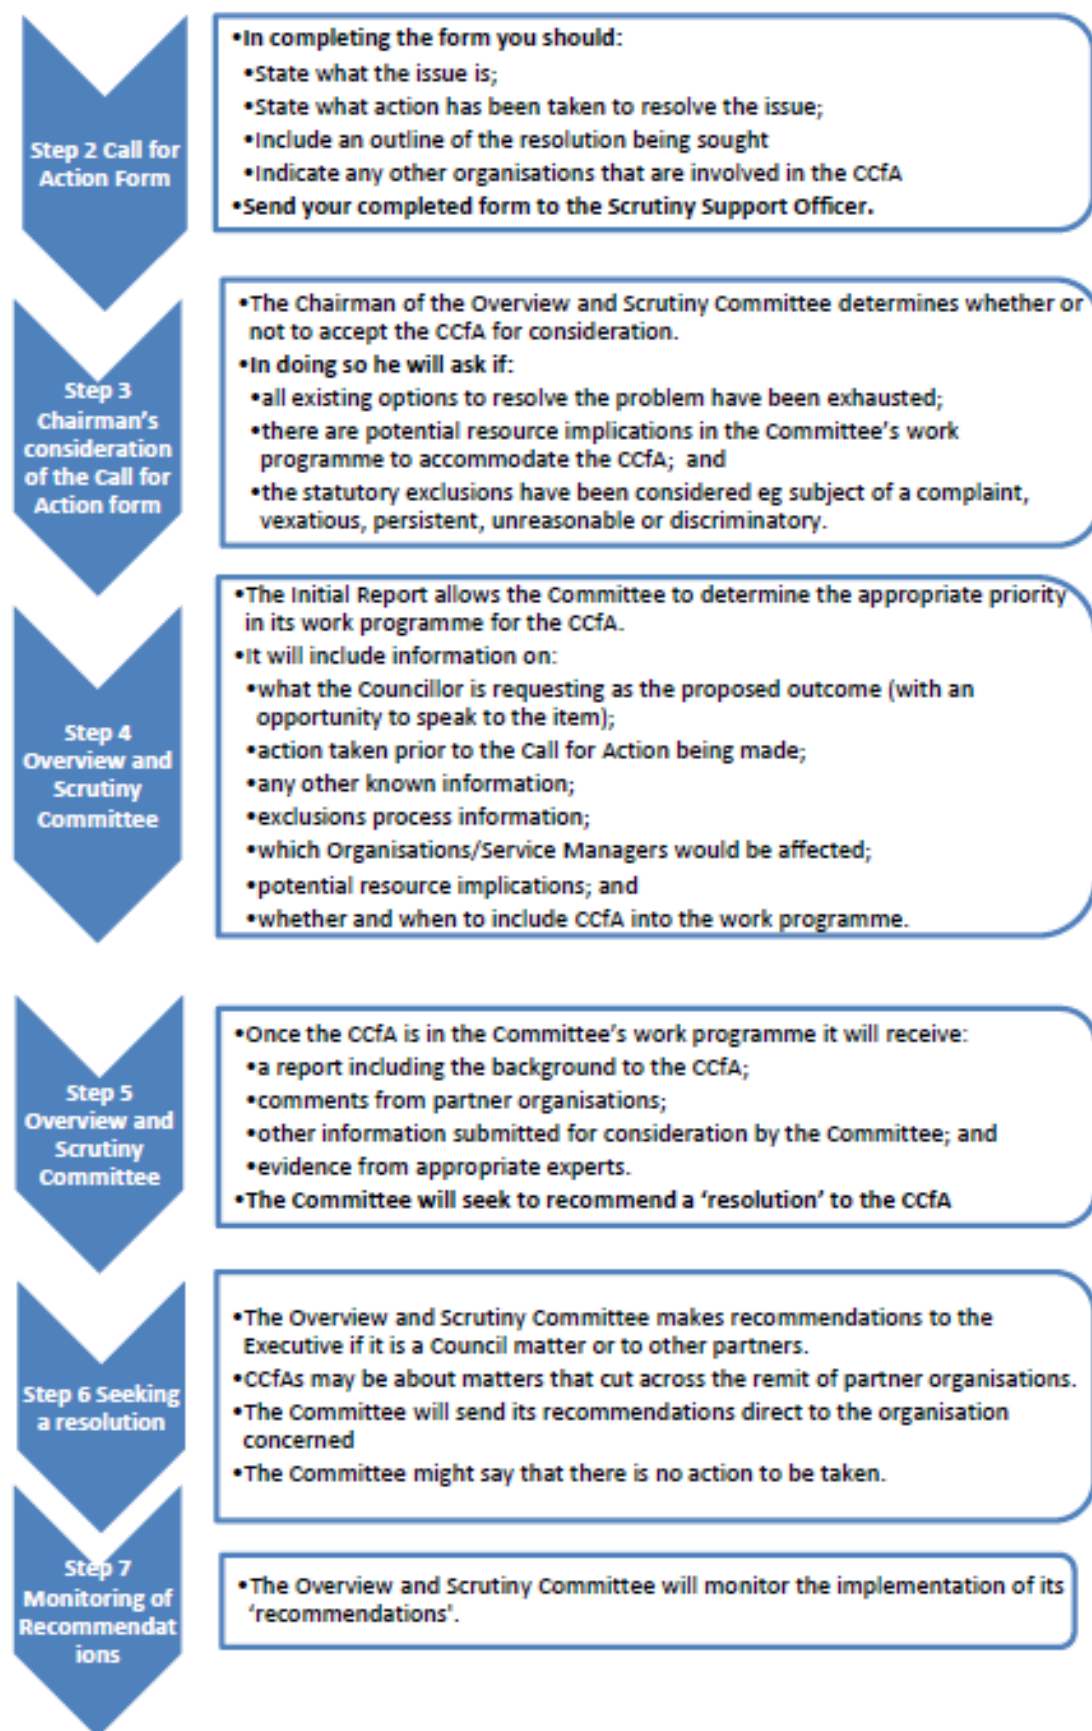 Step 2 Call for
Action Form
•In completing the form you should:
•State what the issue is;
•State what action has been taken to resolve the issue;
•Include an outline of the resolution being sought
•Indicate any other organisations that are involved in the CCfA
•Send your completed form to the Scrutiny Support Officer.
Step 3
Chairman's
consideration
of the Call for
Action form
•The Chairman of the Overview and Scrutiny Committee determines whether or
not to accept the CCfA for consideration.
•In doing so he will ask if:
•all existing options to resolve the problem have been exhausted;
•there are potential resource implications in the Committee's work
programme to accommodate the CCfA; and
•the statutory exclusions have been considered eg subject of a complaint,
vexatious, persistent, unreasonable or discriminatory.
Step 4
Overview and
Scrutiny
Committee
•The Initial Report allows the Committee to determine the appropriate priority
in its work programme for the CCfA.
•It will include information on:
•what the Councillor is requesting as the proposed outcome (with an
opportunity to speak to the item);
•action taken prior to the Call for Action being made;
•any other known information;
•exclusions process information;
•which Organisations/Service Managers would be affected;
•potential resource implications; and
•whether and when to include CCfA into the work programme.
Step 5
Overview and
Scrutiny
Committee
•Once the CCfA is in the Committee's work programme it will receive:
•a report including the background to the CCfA;
•comments from partner organisations;
•other information submitted for consideration by the Committee; and
•evidence from appropriate experts.
•The Committee will seek to recommend a 'resolution' to the CCfA
Step 6 Seeking
a resolution
•The Overview and Scrutiny Committee makes recommendations to the
Executive if it is a Council matter or to other partners.
•CCfAs may be about matters that cut across the remit of partner organisations.
•The Committee will send its recommendations direct to the organisation
concerned
•The Committee might say that there is no action to be taken.
Step 7
Monitoring of
Recommendat
ions
•The Overview and Scrutiny Committee will monitor the implementation of its
'recommendations'.